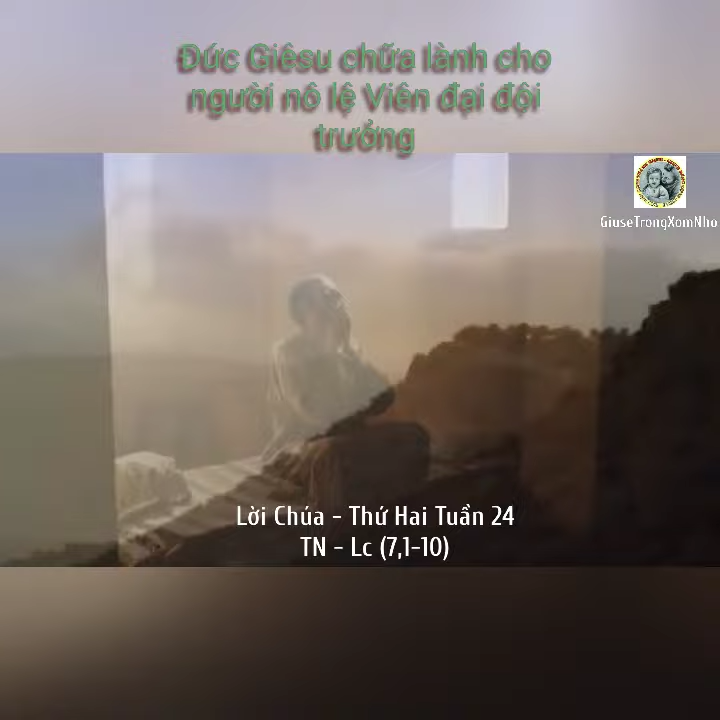 Đức Giêsu chữa lành cho
người nô lệ Viên đại đội
trưởng
GiuseTrongXomNho
Lời Chúa - Thứ Hai Tuần 24
TN - Lc (7,1-10)